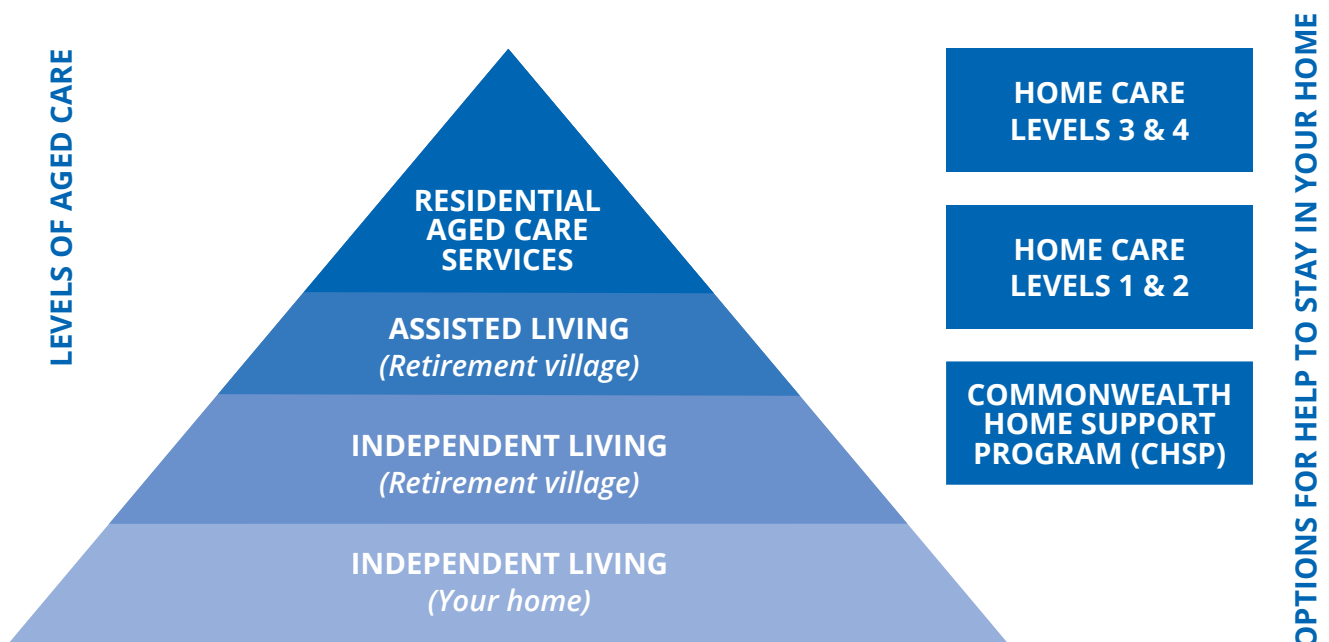 LEVELS OF AGED CARE
RESIDENTIAL
AGED CARE
SERVICES
ASSISTED LIVING
(Retirement village)
INDEPENDENT LIVING
(Retirement village)
INDEPENDENT LIVING
(Your home)
HOME CARE
LEVELS 3 & 4
HOME CARE
LEVELS 1 & 2
COMMONWEALTH
HOME SUPPORT
PROGRAM (CHSP)
OPTIONS FOR HELP TO STAY IN YOUR HOME